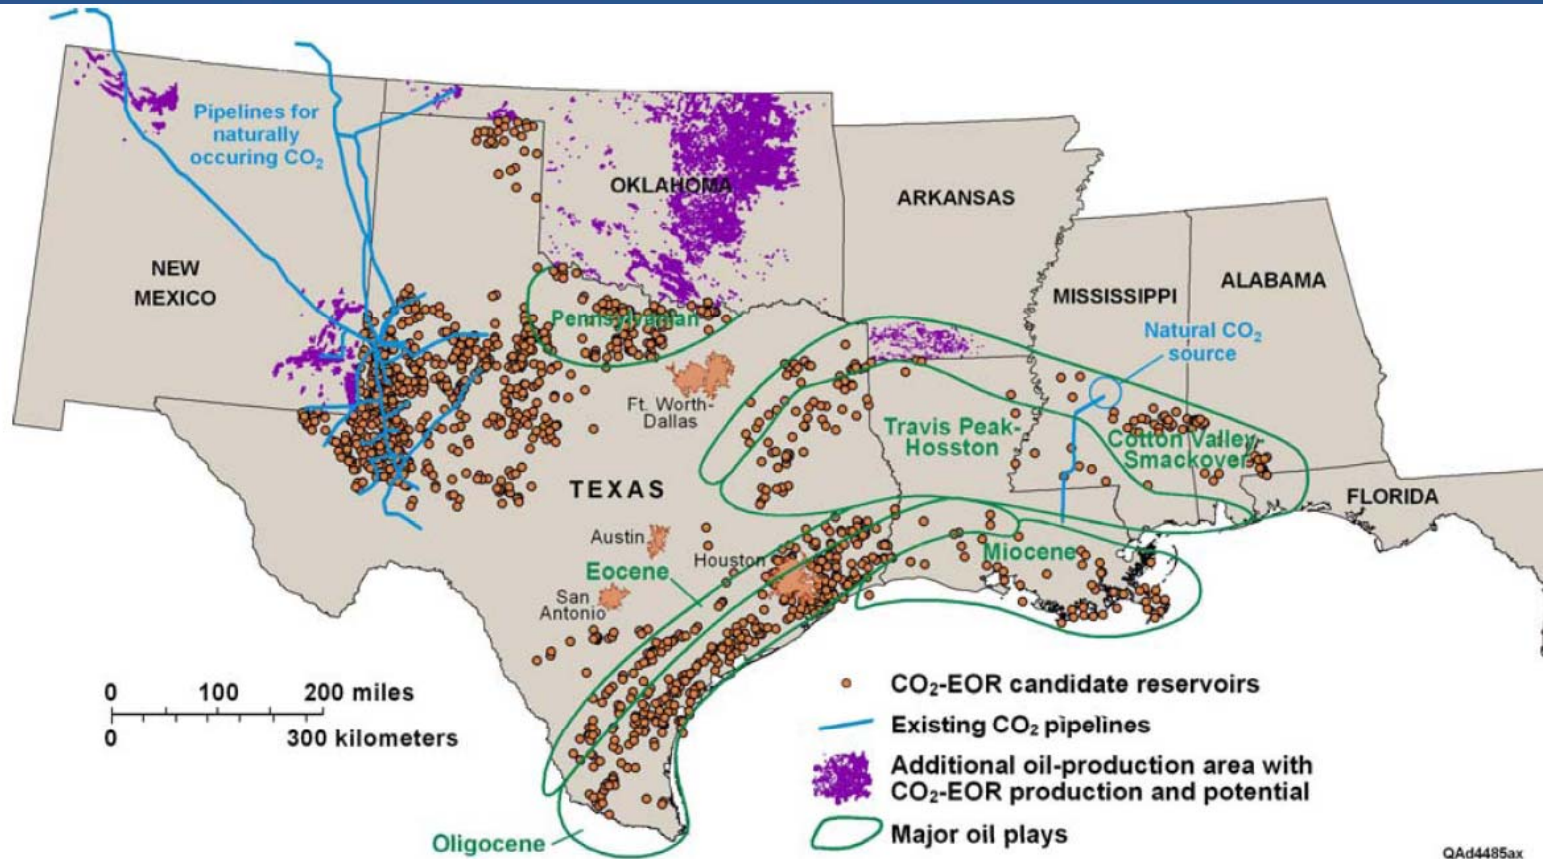 Pipelines for
naturally
occuring CO₂
OKLAHOMA
ARKANSAS
NEW
MEXICO
MISSISSIPPI
ALABAMA
Natural CO₂
source
Pennsylvanian
Ft. Worth-
Dallas
Travis Peak-
Hosston
Cotton Valley-
Smackover
TEXAS
FLORIDA
Austin
Houston
Miocene
Eocene
San
Antonio
0 100 200 miles
0 300 kilometers
CO₂-EOR candidate reservoirs
Existing CO₂ pipelines
Additional oil-production area with
CO₂-EOR production and potential
Major oil plays
Oligocene
QAd4485ax